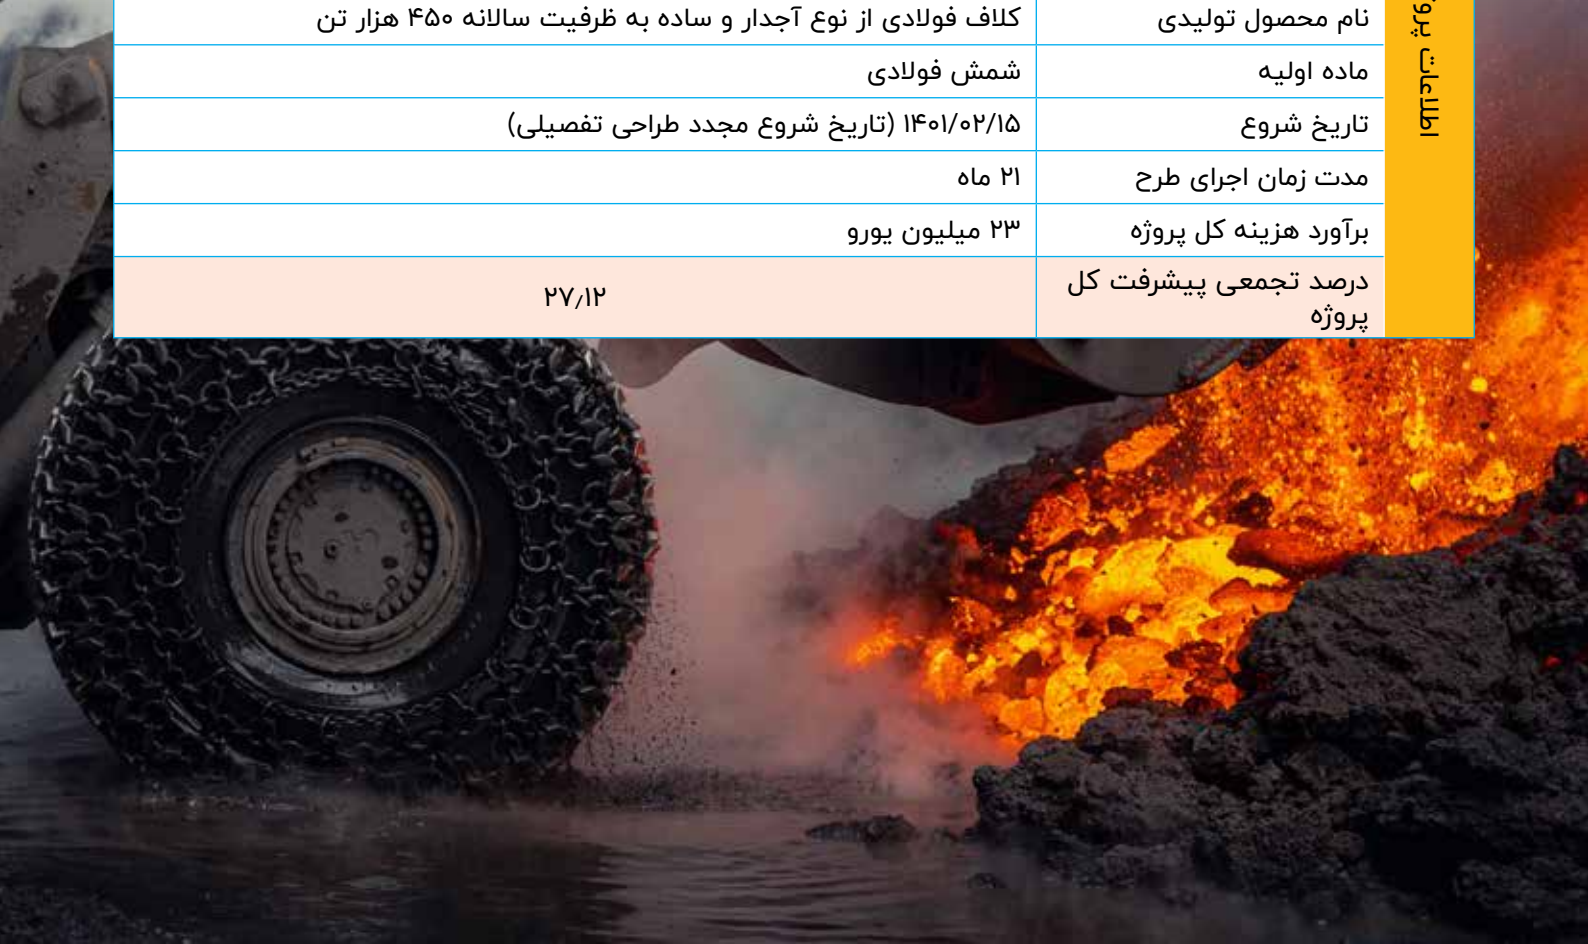 نام محصول تولیدی
کلاف فولادی از نوع آجدار و ساده به ظرفیت سالانه ۴۵۰ هزار تن
ماده اولیه
شمش فولادی
تاریخ شروع
۱۴۰۱/۰۲/۱۵ (تاریخ شروع مجدد طراحی تفصیلی)
مدت زمان اجرای طرح
۲۱ ماه
برآورد هزینه کل پروژه
۲۳ میلیون یورو
درصد تجمعی پیشرفت کل
پروژه
۲۷٫۱۲
اطلاعات